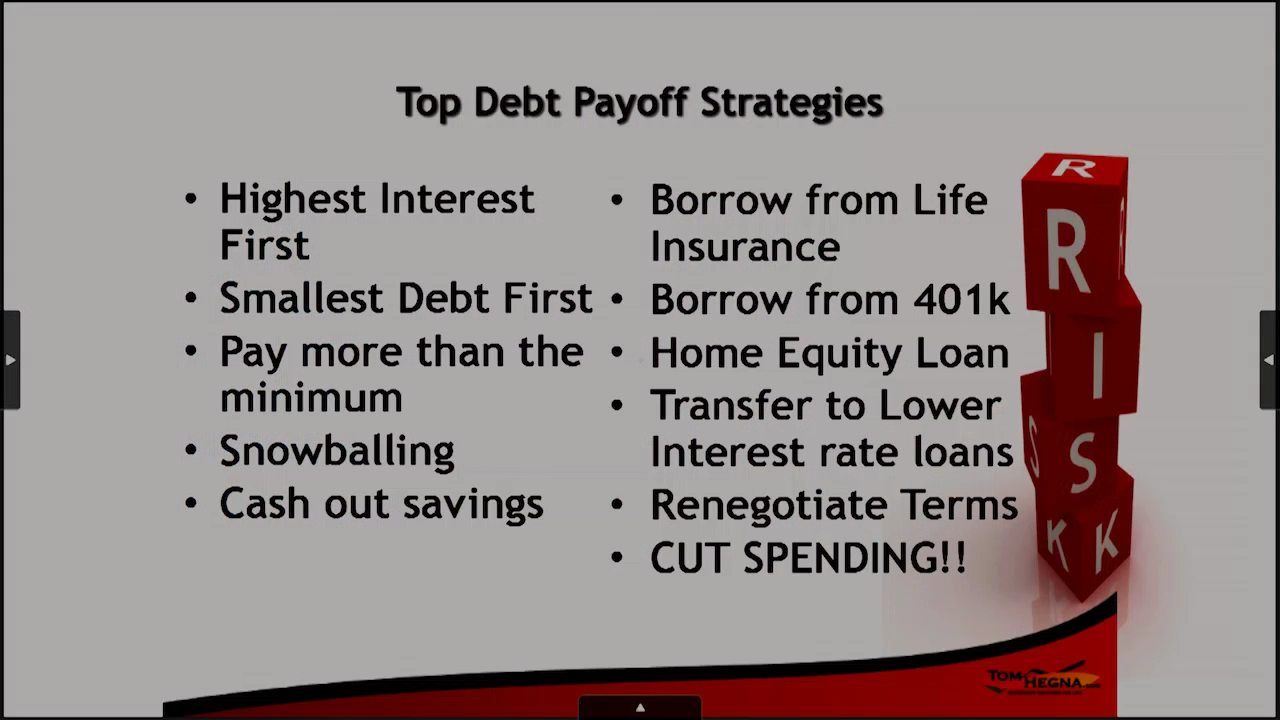 Top Debt Payoff Strategies
• Highest Interest
First
• Smallest Debt First
• Pay more than the
minimum
• Snowballing
• Cash out savings
• Borrow from Life
Insurance
• Borrow from 401k
• Home Equity Loan
• Transfer to Lower
Interest rate loans
• Renegotiate Terms
• CUT SPENDING!!
R
R
I
S
S
K
K
TOM
HEGNA